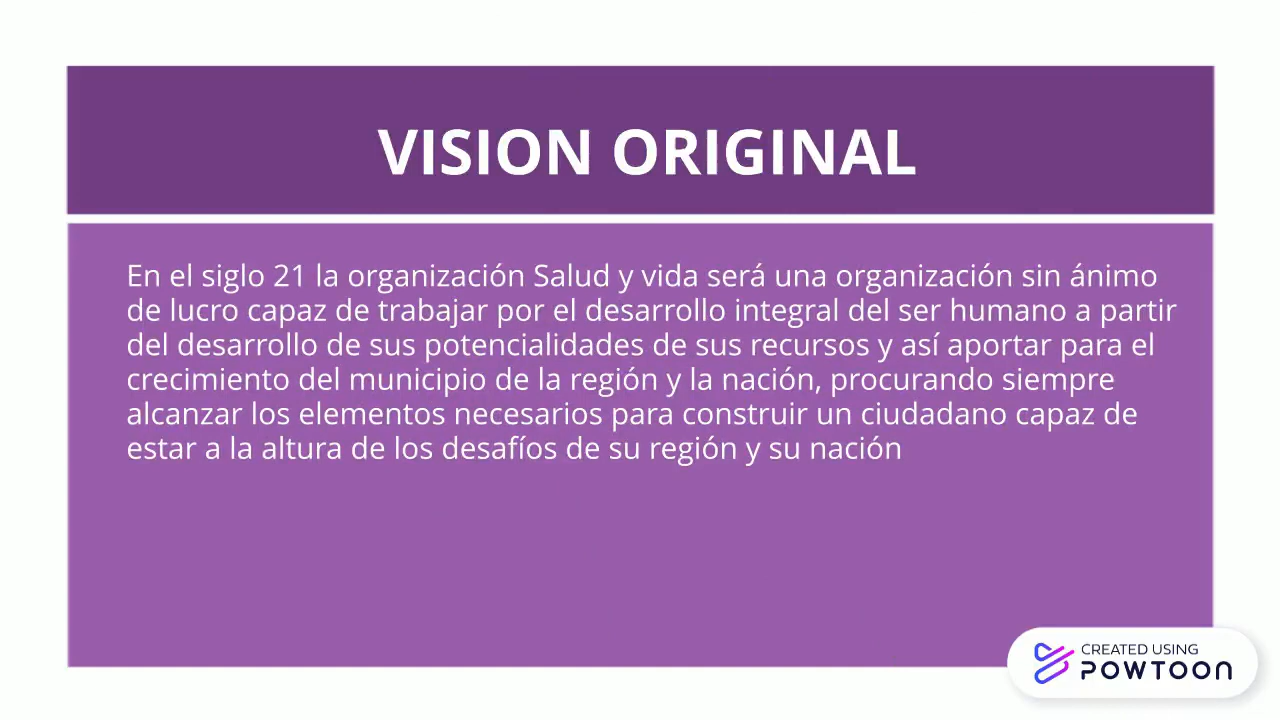 VISION ORIGINAL
En el siglo 21 la organización Salud y vida será una organización sin ánimo
de lucro capaz de trabajar por el desarrollo integral del ser humano a partir
del desarrollo de sus potencialidades de sus recursos y así aportar para el
crecimiento del municipio de la región y la nación, procurando siempre
alcanzar los elementos necesarios para construir un ciudadano capaz de
estar a la altura de los desafíos de su región y su nación
CREATED USING
POWTOON